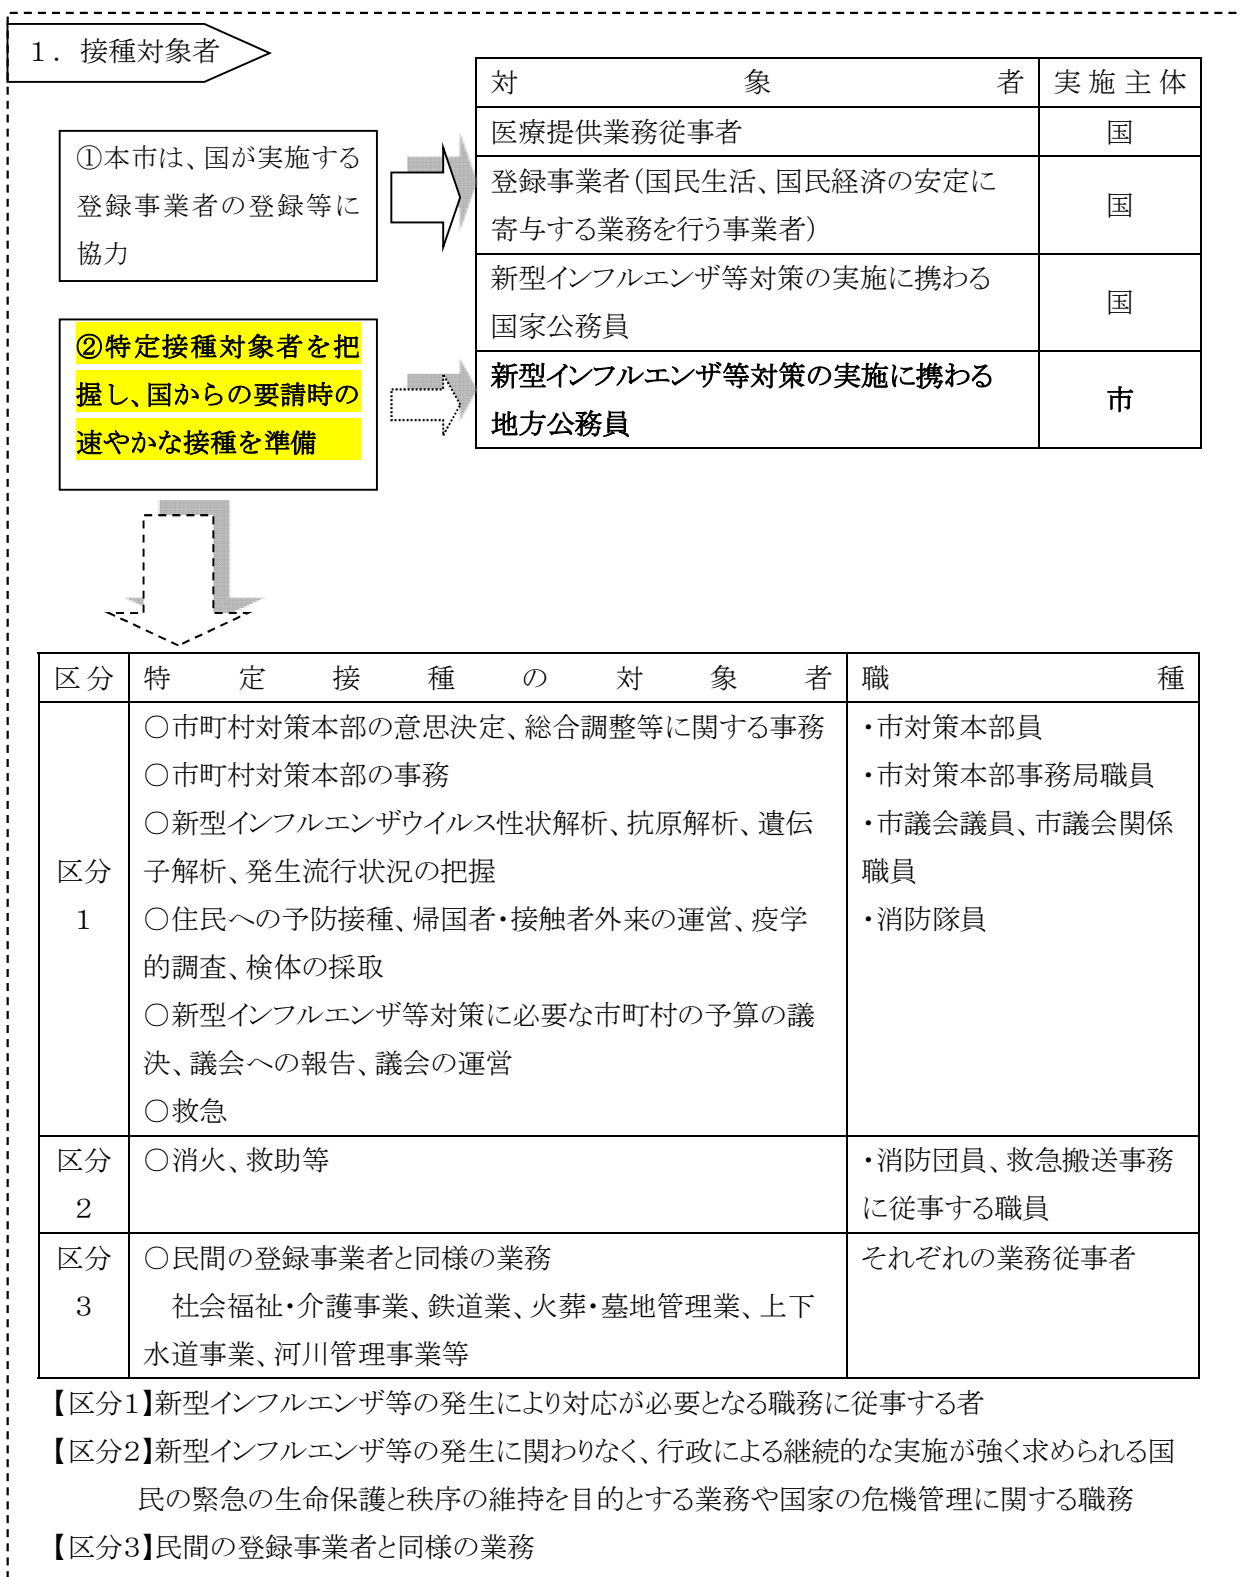 １．接種対象者
対象者 実施主体
医療提供業務従事者 国
登録事業者（国民生活、国民経済の安定に
寄与する業務を行う事業者） 国
新型インフルエンザ等対策の実施に携わる
国家公務員 国
新型インフルエンザ等対策の実施に携わる
地方公務員 市
①本市は、国が実施する
登録事業者の登録等に
協力
②特定接種対象者を把
握し、国からの要請時の
速やかな接種を準備
区分 特定接種の対象者 職種
区分
1
○市町村対策本部の意思決定、総合調整等に関する事務
○市町村対策本部の事務
○新型インフルエンザウイルス性状解析、抗原解析、遺伝
子解析、発生流行状況の把握
○住民への予防接種、帰国者・接触者外来の運営、疫学
的調査、検体の採取
○新型インフルエンザ等対策に必要な市町村の予算の議
決、議会への報告、議会の運営
○救急
・市対策本部員
・市対策本部事務局職員
・市議会議員、市議会関係
職員
・消防隊員
区分
2
○消火、救助等
・消防団員、救急搬送事務
に従事する職員
区分
3
○民間の登録事業者と同様の業務
社会福祉・介護事業、鉄道業、火葬・墓地管理業、上下
水道事業、河川管理事業等
それぞれの業務従事者
【区分1】新型インフルエンザ等の発生により対応が必要となる職務に従事する者
【区分2】新型インフルエンザ等の発生に関わりなく、行政による継続的な実施が強く求められる国
民の緊急の生命保護と秩序の維持を目的とする業務や国家の危機管理に関する職務
【区分3】民間の登録事業者と同様の業務